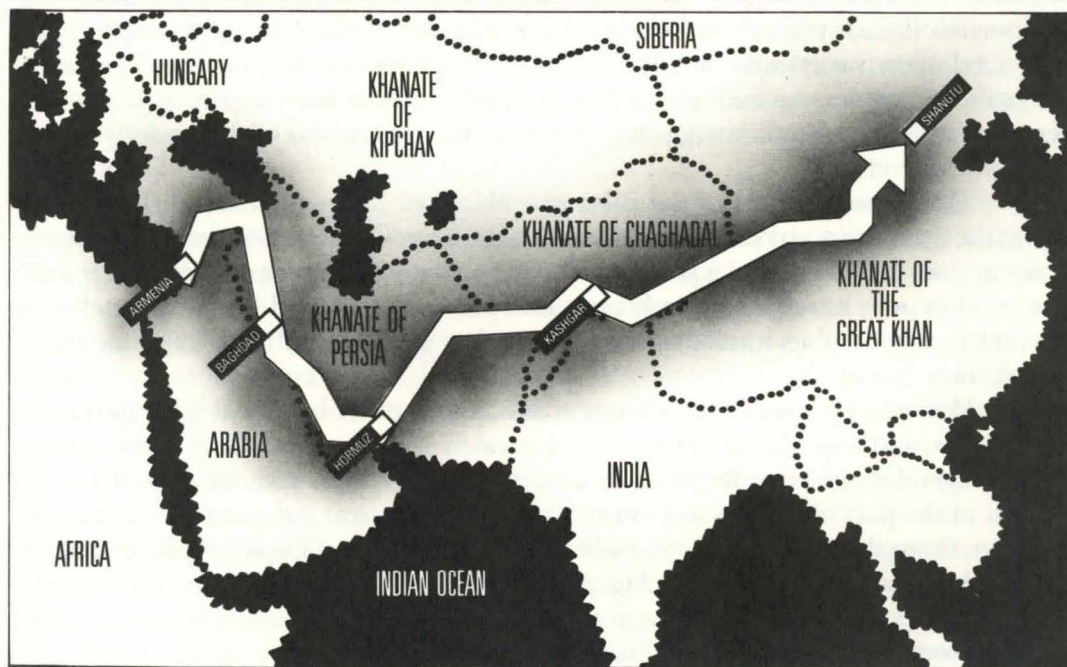 SIBERIA
HUNGARY
KHANATE
OF
KIPCHAK
SHANGTU
KHANATE OF CHAGHADAI
ARMENIA
KHANATE OF
THE
GREAT KHAN
KHANATE OF
PERSIA
BAGHDAD
KASHGAR
HORMUZ
ARABIA
INDIA
AFRICA
INDIAN OCEAN